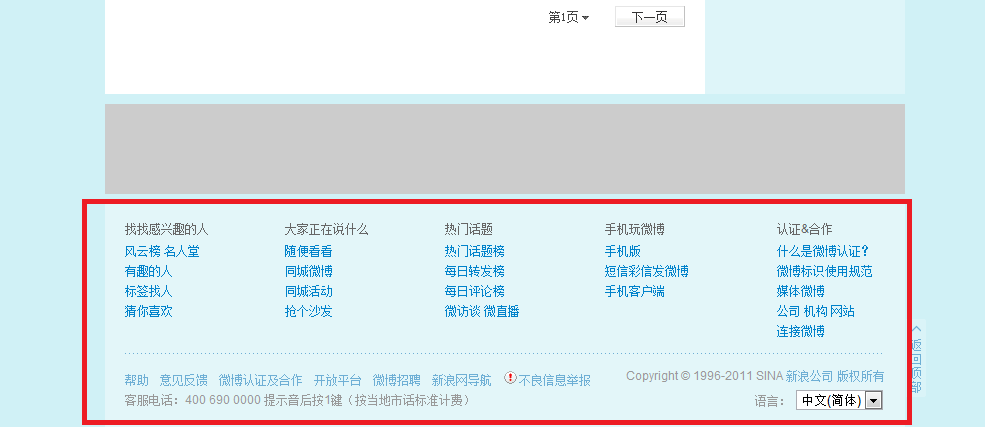 第1页 下一页
找找感兴趣的人 大家正在说什么 热门话题 手机玩微博 认证&合作
风云榜 名人堂 随便看看 热门话题榜 手机版 什么是微博认证?
有趣的人 同城微博 每日转发榜 短信彩信发微博 微博标识使用规范
标签找人 同城活动 每日评论榜 手机客户端 媒体微博
猜你喜欢 抢个沙发 微访谈 微直播 公司 机构 网站
连接微博
返回顶部
帮助 意见反馈 微博认证及合作 开放平台 微博招聘 新浪网导航 不良信息举报 Copyright © 1996-2011 SINA 新浪公司 版权所有
客服电话：400 690 0000 提示音后按1键（按当地市话标准计费） 语言： 中文(简体)